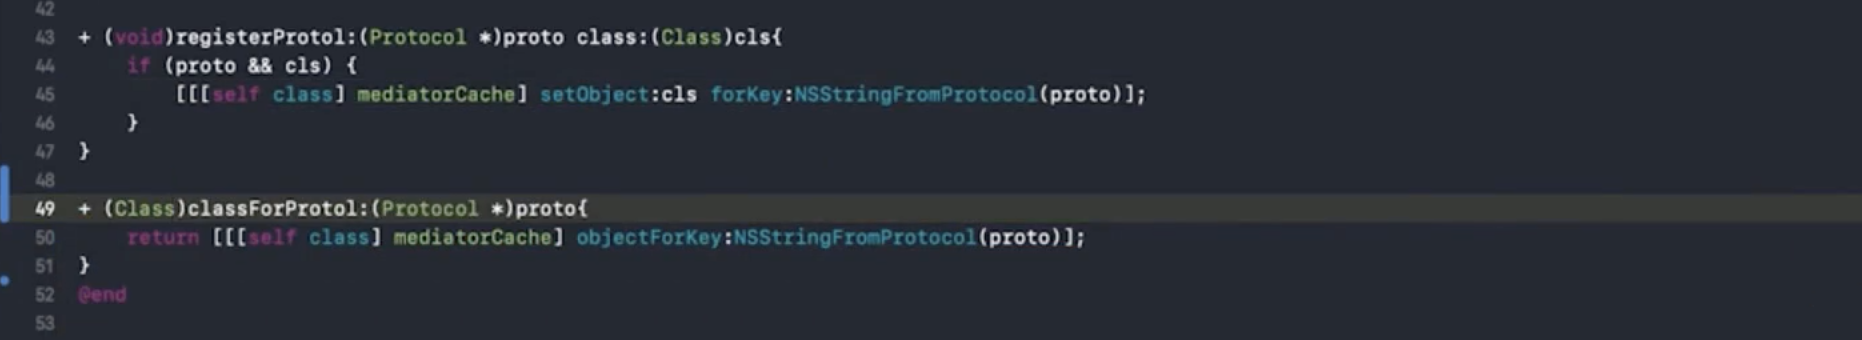 42
43 + (void)registerProtol:(Protocol *)proto class:(Class)cls{
44 if (proto && cls) {
45 [[[self class] mediatorCache] setObject:cls forKey:NSStringFromProtocol(proto)];
46 }
47 }
48
49 + (Class)classForProtol:(Protocol *)proto{
50 return [[[self class] mediatorCache] objectForKey:NSStringFromProtocol(proto)];
51 }
52 @end
53